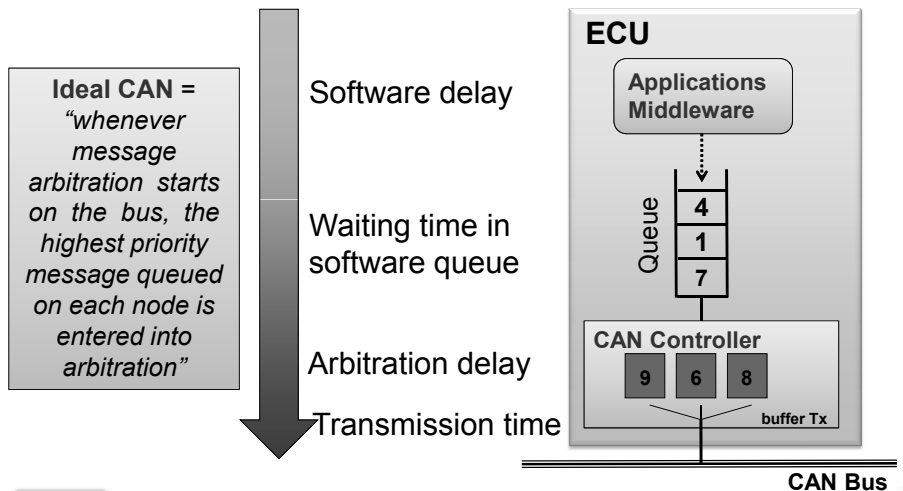 Ideal CAN =
“whenever
message
arbitration starts
on the bus, the
highest priority
message queued
on each node is
entered into
arbitration”
Software delay
Waiting time in
software queue
Arbitration delay
Transmission time
ECU
Applications
Middleware
Queue
4
1
7
CAN Controller
9 6 8
buffer Tx
CAN Bus